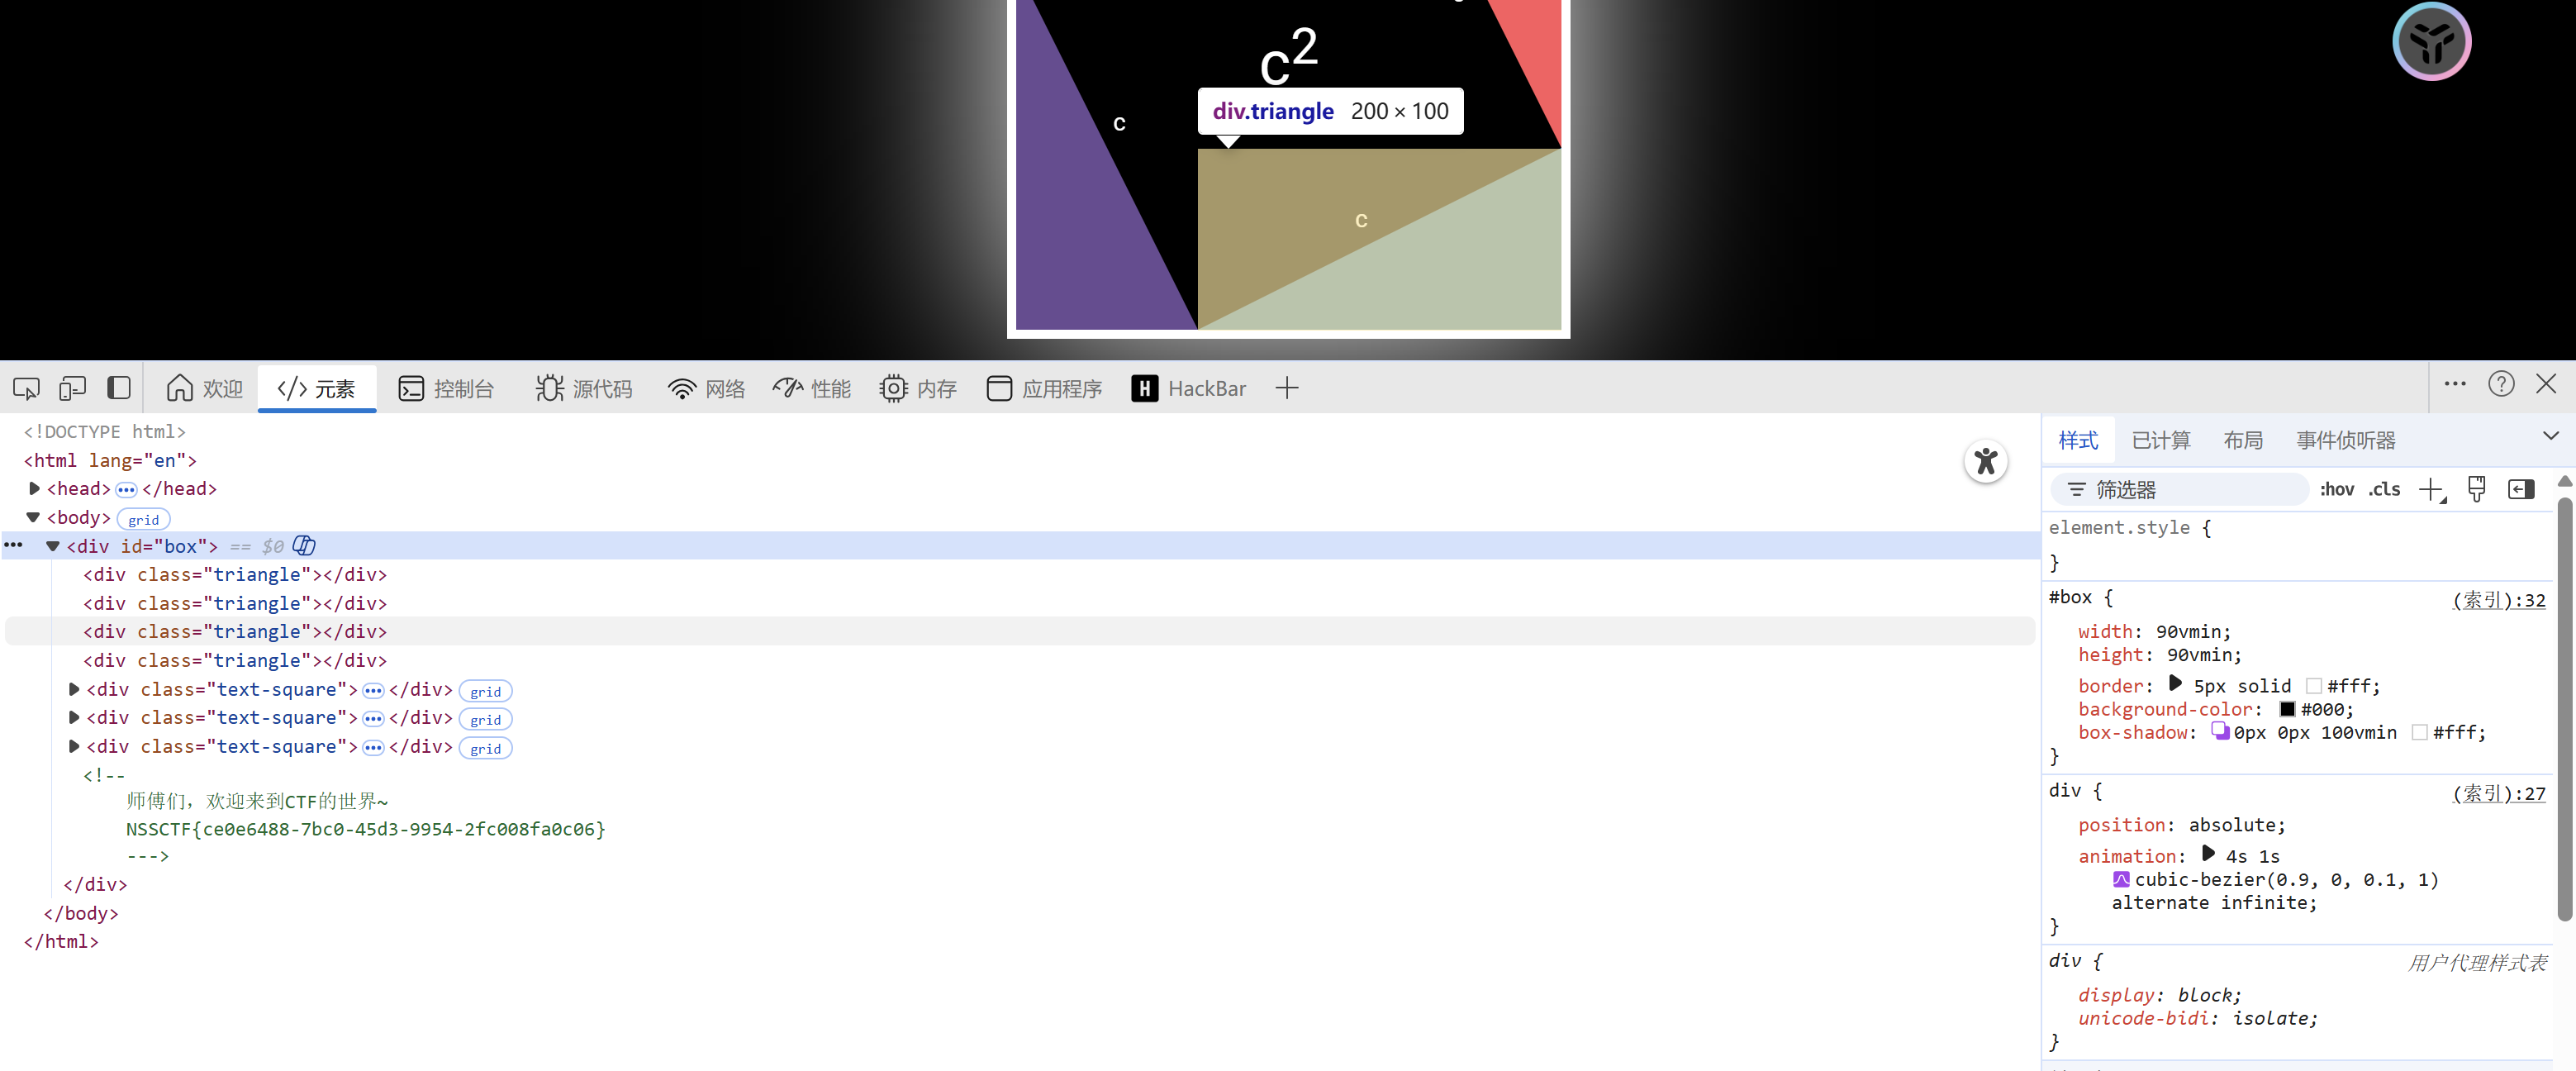 c²
c
div.triangle 200 × 100
c
欢迎
</> 元素
控制台
源代码
网络
性能
内存
应用程序
H HackBar
<!DOCTYPE html>
<html lang="en">
<head>…</head>
<body> grid
<div id="box"> == $0
<div class="triangle"></div>
<div class="triangle"></div>
<div class="triangle"></div>
<div class="triangle"></div>
<div class="text-square">…</div> grid
<div class="text-square">…</div> grid
<div class="text-square">…</div> grid
<!--
师傅们，欢迎来到CTF的世界~
NSSCTF{ce0e6488-7bc0-45d3-9954-2fc008fa0c06}
--->
</div>
</body>
</html>
样式 已计算 布局 事件侦听器
筛选器 :hov .cls
element.style {
}
#box { (索引):32
width: 90vmin;
height: 90vmin;
border: 5px solid #fff;
background-color: #000;
box-shadow: 0px 0px 100vmin #fff;
}
div { (索引):27
position: absolute;
animation: 4s 1s
cubic-bezier(0.9, 0, 0.1, 1)
alternate infinite;
}
div { 用户代理样式表
display: block;
unicode-bidi: isolate;
}